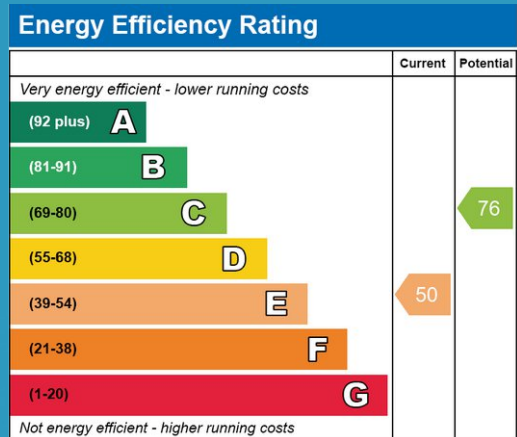 Energy Efficiency Rating
Current Potential
Very energy efficient - lower running costs
(92 plus) A
(81-91) B
(69-80) C 76
(55-68) D
(39-54) E 50
(21-38) F
(1-20) G
Not energy efficient - higher running costs